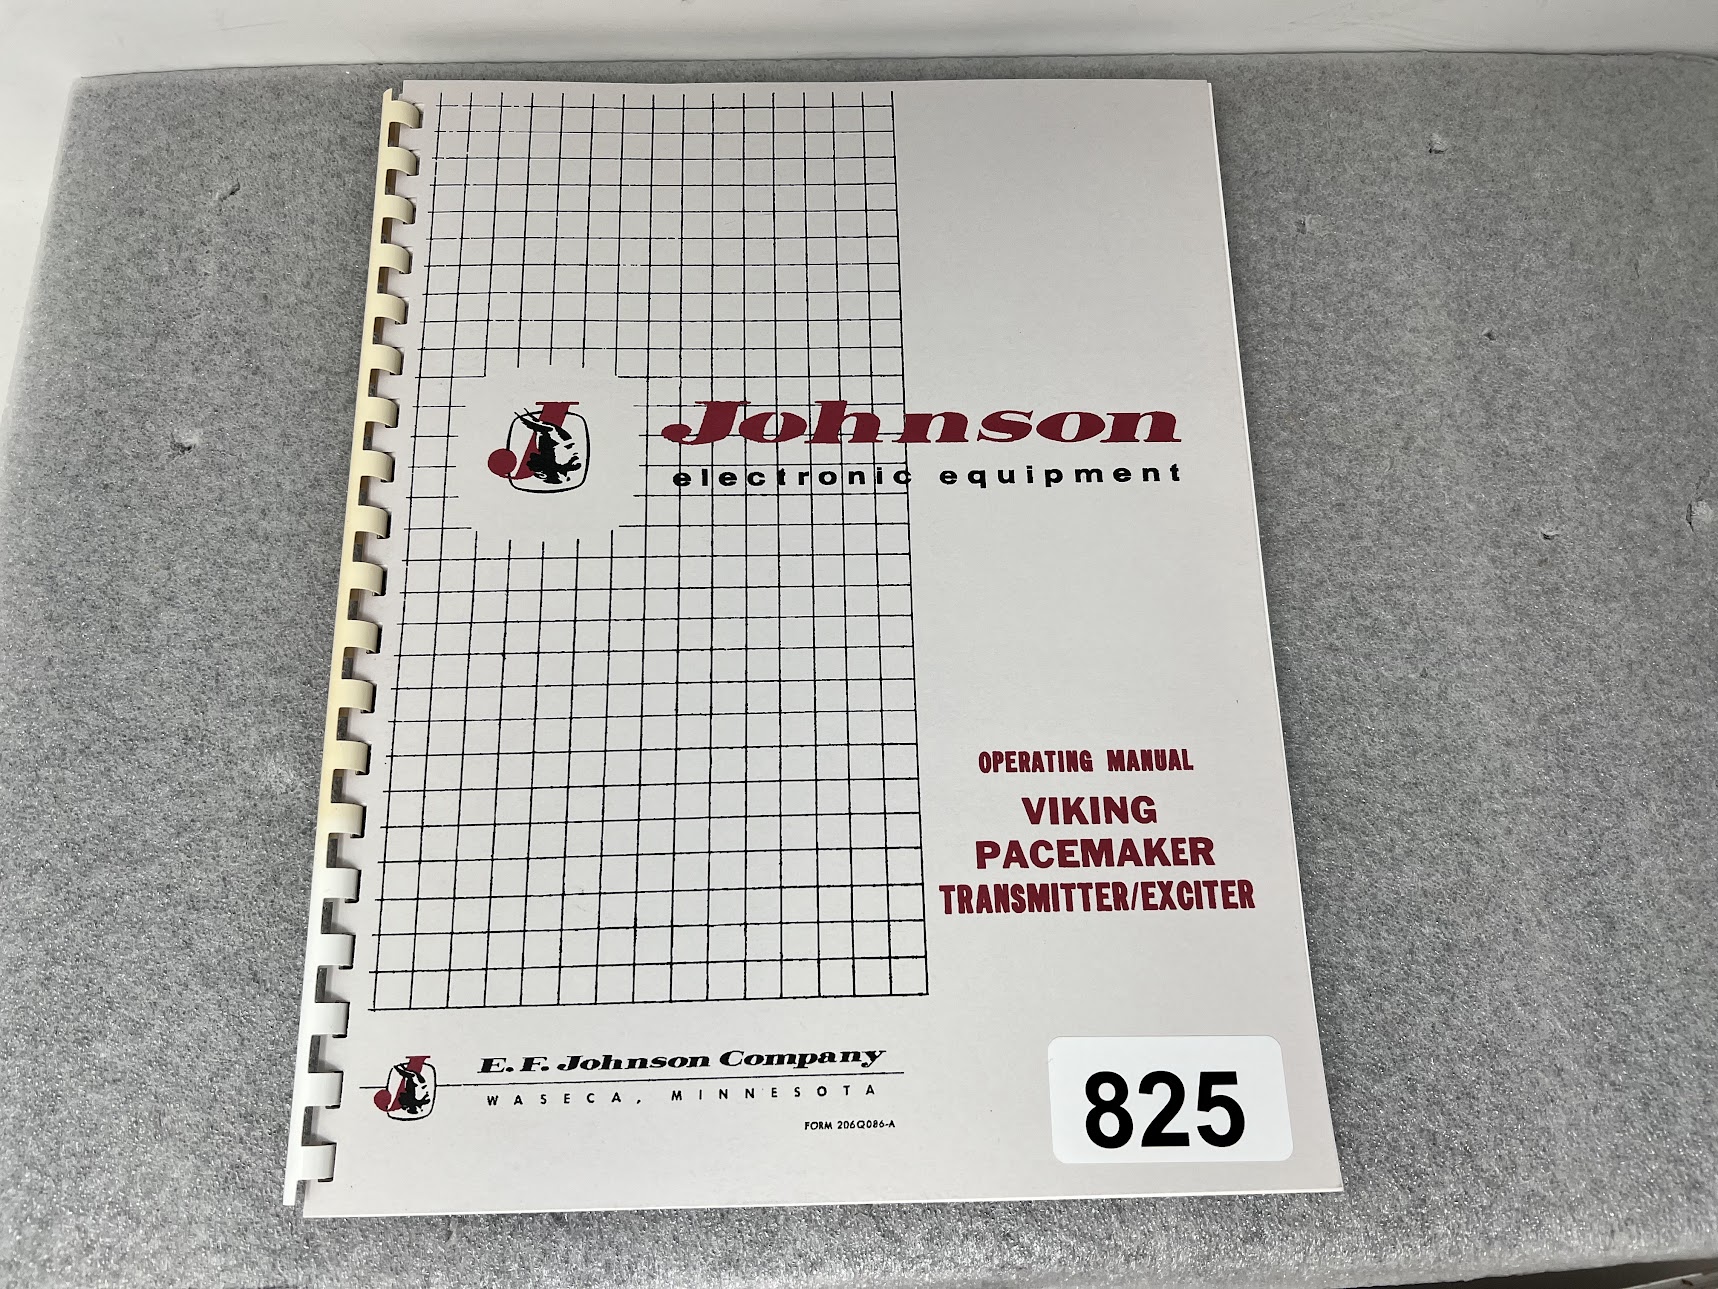 Johnson
electronic equipment
OPERATING MANUAL
VIKING
PACEMAKER
TRANSMITTER/EXCITER
E. F. Johnson Company
WASECA, MINNESOTA
FORM 206Q086-A
825